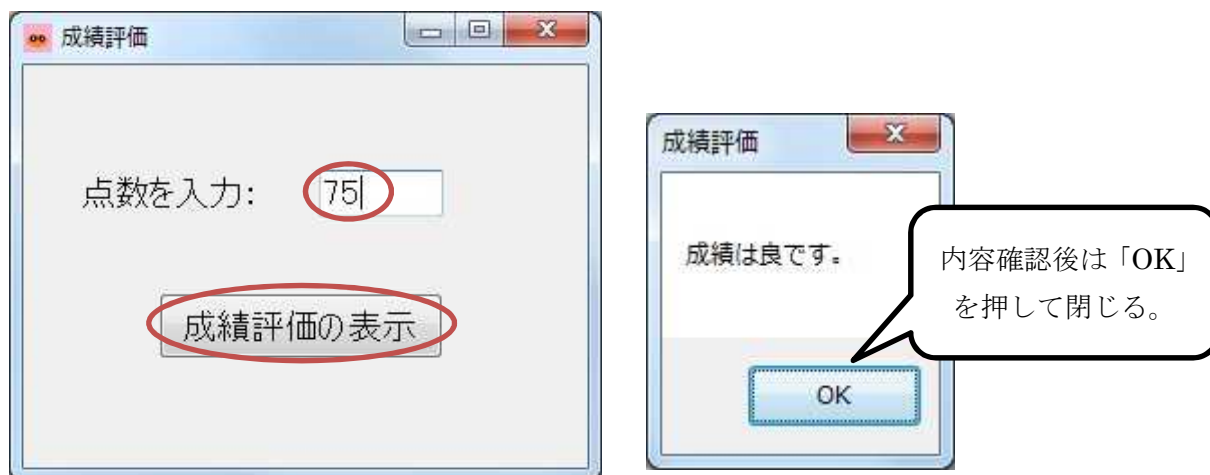 成績評価
点数を入力:
75
成績評価の表示
成績評価
成績は良です。
OK
内容確認後は「OK」
を押して閉じる。